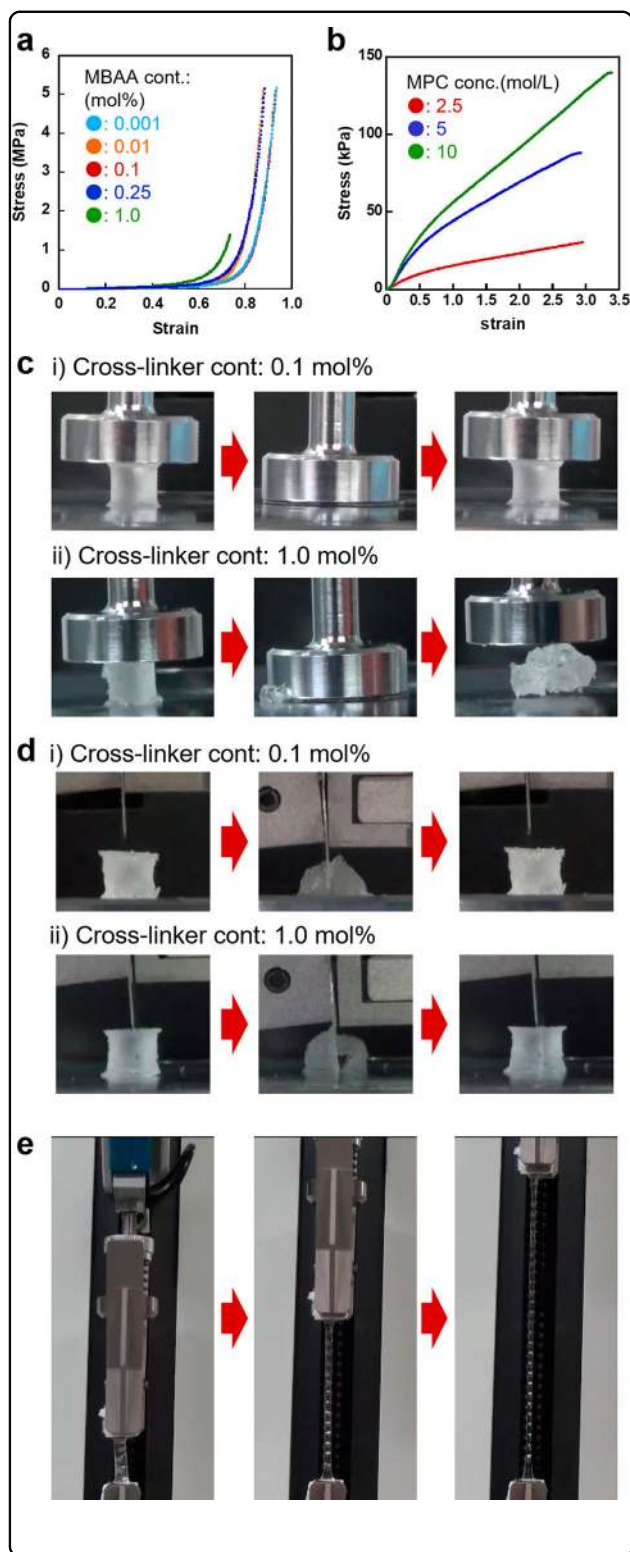 a
b
MBAA cont.:
(mol%)
: 0.001
: 0.01
: 0.1
: 0.25
: 1.0
Stress (MPa)
6
5
4
3
2
1
0
0 0.2 0.4 0.6 0.8 1.0
Strain
MPC conc.(mol/L)
: 2.5
: 5
: 10
Stress (kPa)
150
100
50
0
0 0.5 1.0 1.5 2.0 2.5 3.0 3.5
strain
c i) Cross-linker cont: 0.1 mol%
ii) Cross-linker cont: 1.0 mol%
d i) Cross-linker cont: 0.1 mol%
ii) Cross-linker cont: 1.0 mol%
e